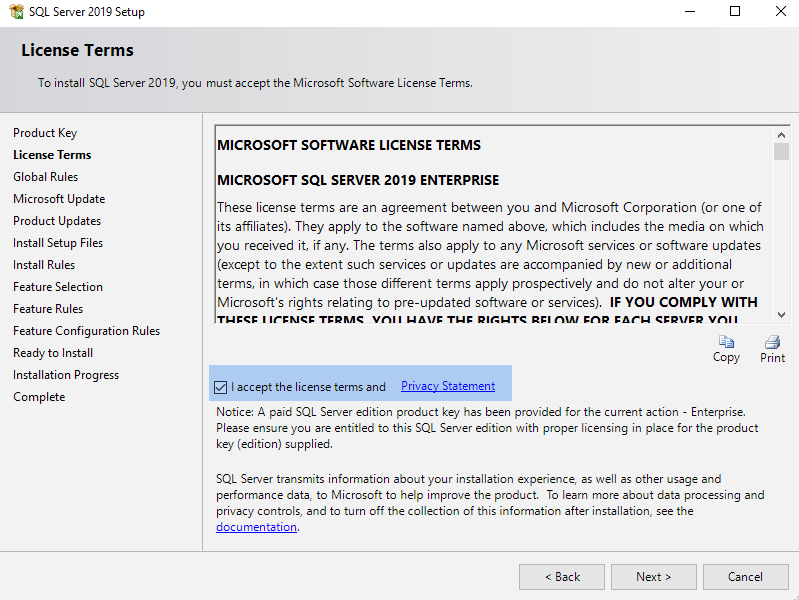 SQL Server 2019 Setup
License Terms
To install SQL Server 2019, you must accept the Microsoft Software License Terms.
Product Key
License Terms
Global Rules
Microsoft Update
Product Updates
Install Setup Files
Install Rules
Feature Selection
Feature Rules
Feature Configuration Rules
Ready to Install
Installation Progress
Complete
MICROSOFT SOFTWARE LICENSE TERMS
MICROSOFT SQL SERVER 2019 ENTERPRISE
These license terms are an agreement between you and Microsoft Corporation (or one of
its affiliates). They apply to the software named above, which includes the media on which
you received it, if any. The terms also apply to any Microsoft services or software updates
(except to the extent such services or updates are accompanied by new or additional
terms, in which case those different terms apply prospectively and do not alter your or
Microsoft's rights relating to pre-updated software or services). IF YOU COMPLY WITH
THESE LICENSE TERMS, YOU HAVE THE RIGHTS BELOW FOR EACH SERVER YOU
Copy
Print
I accept the license terms and Privacy Statement
Notice: A paid SQL Server edition product key has been provided for the current action - Enterprise.
Please ensure you are entitled to this SQL Server edition with proper licensing in place for the product
key (edition) supplied.
SQL Server transmits information about your installation experience, as well as other usage and
performance data, to Microsoft to help improve the product. To learn more about data processing and
privacy controls, and to turn off the collection of this information after installation, see the
documentation.
< Back
Next >
Cancel